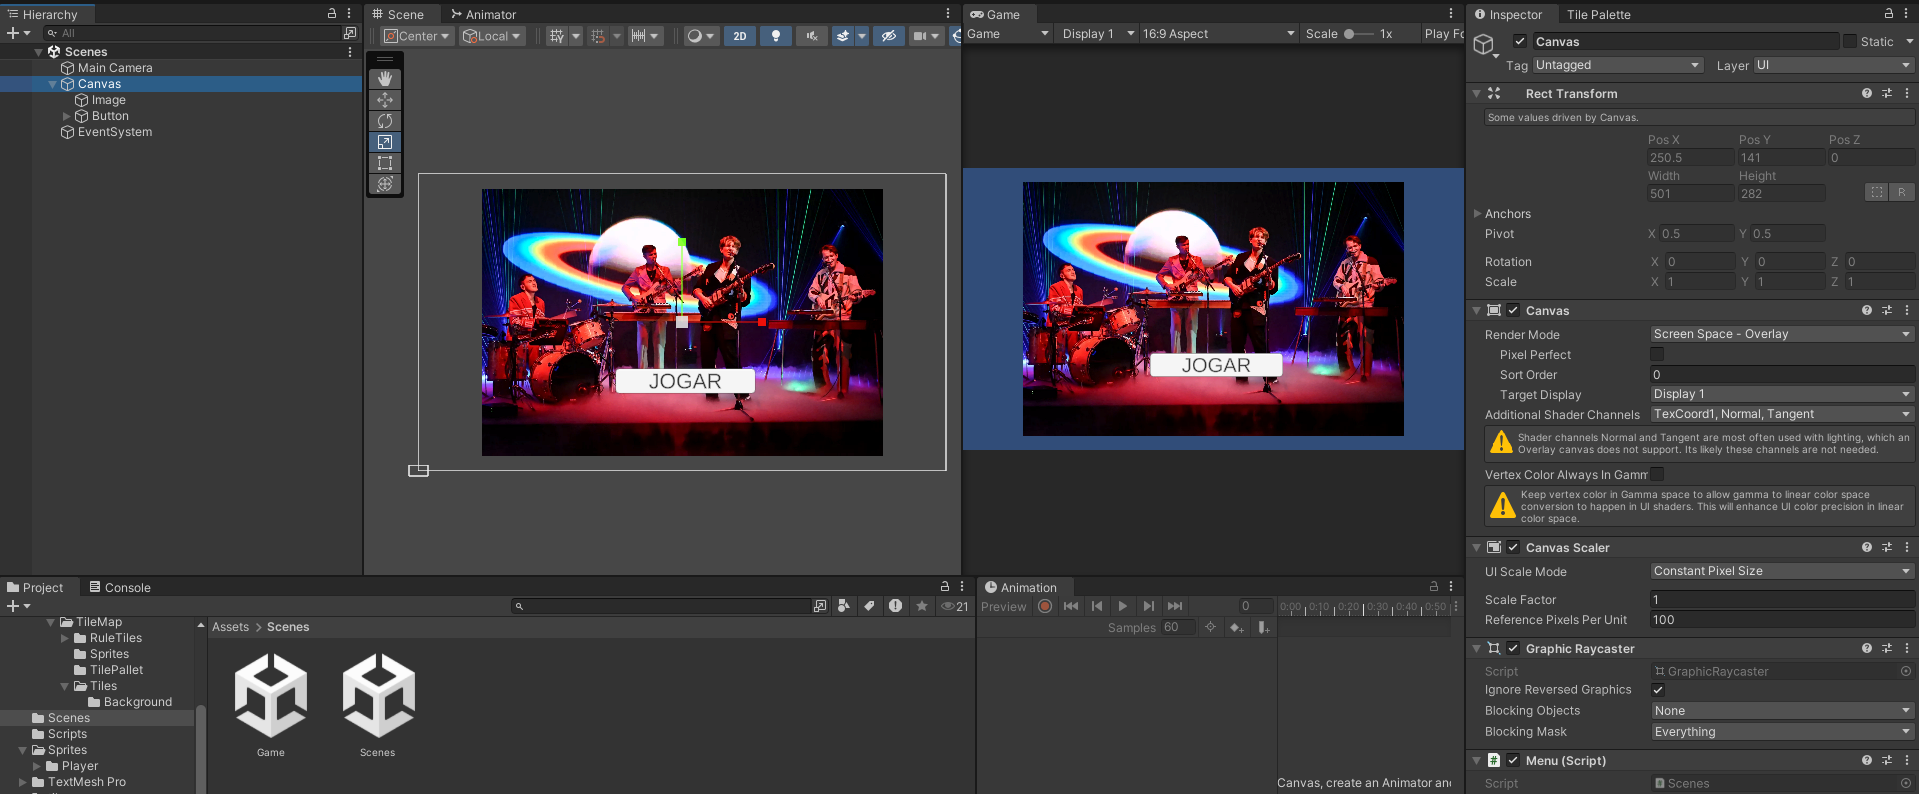 Hierarchy
All
Scenes
Main Camera
Canvas
Image
Button
EventSystem
Scene
Animator
Center
Local
2D
JOGAR
Game
Game
Display 1
16:9 Aspect
Scale
1x
Play Fo
JOGAR
Inspector
Tile Palette
Canvas
Static
Tag
Untagged
Layer
UI
Rect Transform
Some values driven by Canvas.
Pos X Pos Y Pos Z
250.5 141 0
Width Height
501 282
R
Anchors
Pivot X 0.5 Y 0.5
Rotation X 0 Y 0 Z 0
Scale X 1 Y 1 Z 1
Canvas
Render Mode Screen Space - Overlay
Pixel Perfect
Sort Order 0
Target Display Display 1
Additional Shader Channels TexCoord1, Normal, Tangent
Shader channels Normal and Tangent are most often used with lighting, which an
Overlay canvas does not support. Its likely these channels are not needed.
Vertex Color Always In Gamm
Keep vertex color in Gamma space to allow gamma to linear color space
conversion to happen in UI shaders. This will enhance UI color precision in linear
color space.
Canvas Scaler
UI Scale Mode Constant Pixel Size
Scale Factor 1
Reference Pixels Per Unit 100
Graphic Raycaster
Script GraphicRaycaster
Ignore Reversed Graphics
Blocking Objects None
Blocking Mask Everything
# Menu (Script)
Script Scenes
Project
Console
21
TileMap
RuleTiles
Sprites
TilePallet
Tiles
Background
Scenes
Scripts
Sprites
Player
TextMesh Pro
Assets > Scenes
Game
Scenes
Animation
Preview
0
0:00 0:10 0:20 0:30 0:40 0:50
Samples 60
Canvas, create an Animator an